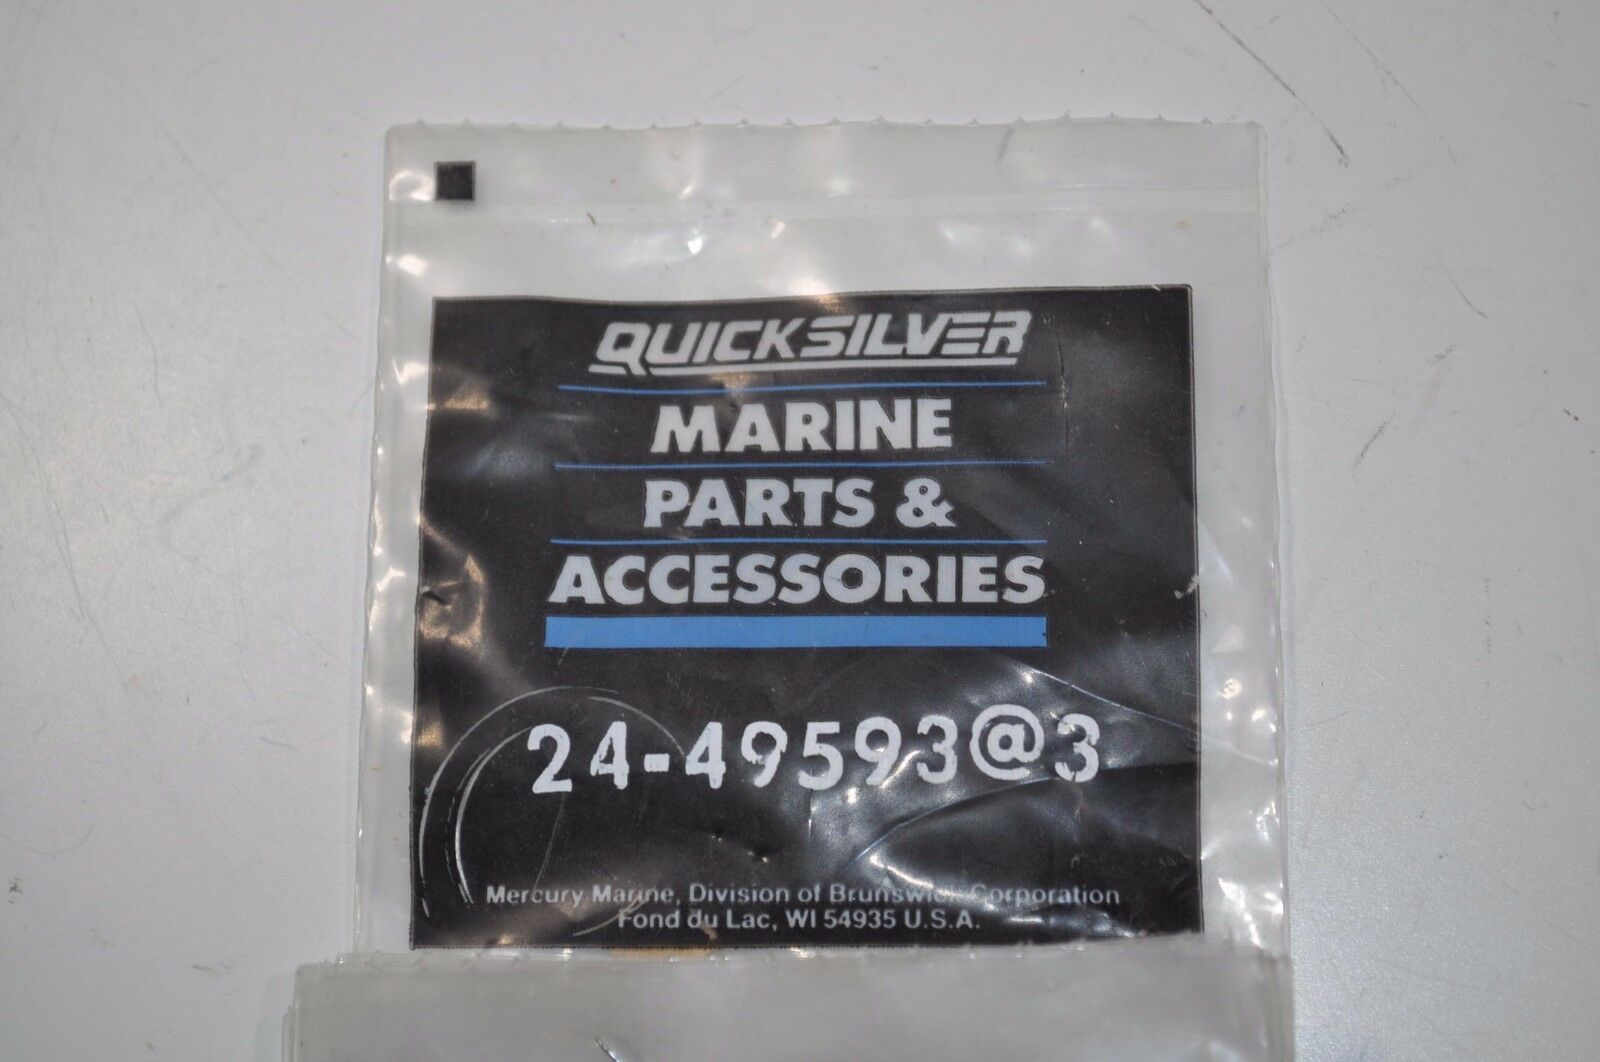 QUICKSILVER
MARINE
PARTS &
ACCESSORIES
24-49593@3
Mercury Marine, Division of Brunswick Corporation
Fond du Lac, WI 54935 U.S.A.